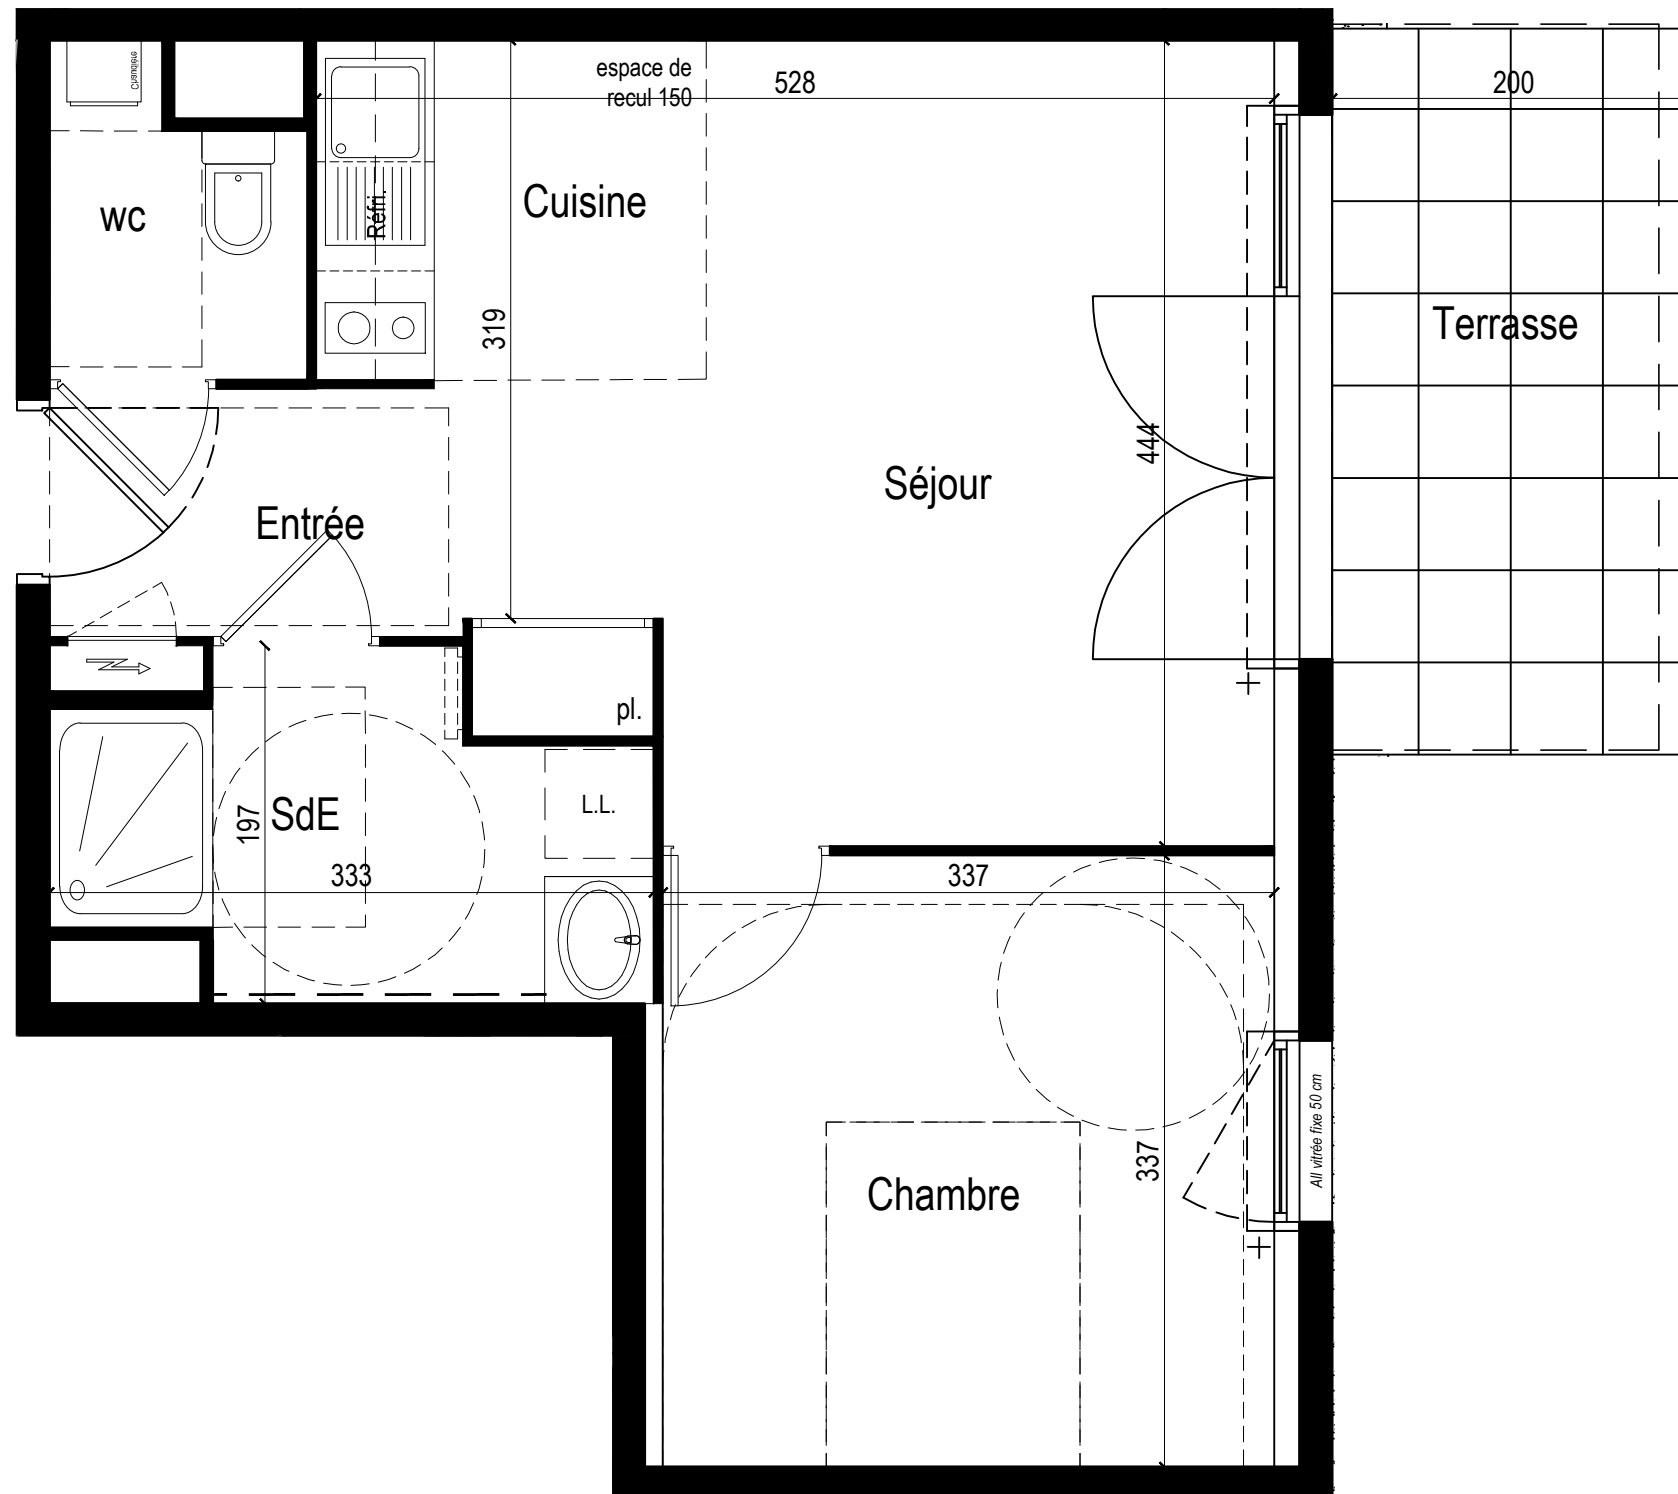 Chaudière
espace de
recul 150
528
200
wc
Réfri.
Cuisine
319
Terrasse
444
Séjour
Entrée
pl.
L.L.
SdE
197
333
337
All vitrée fixe 50 cm
337
Chambre